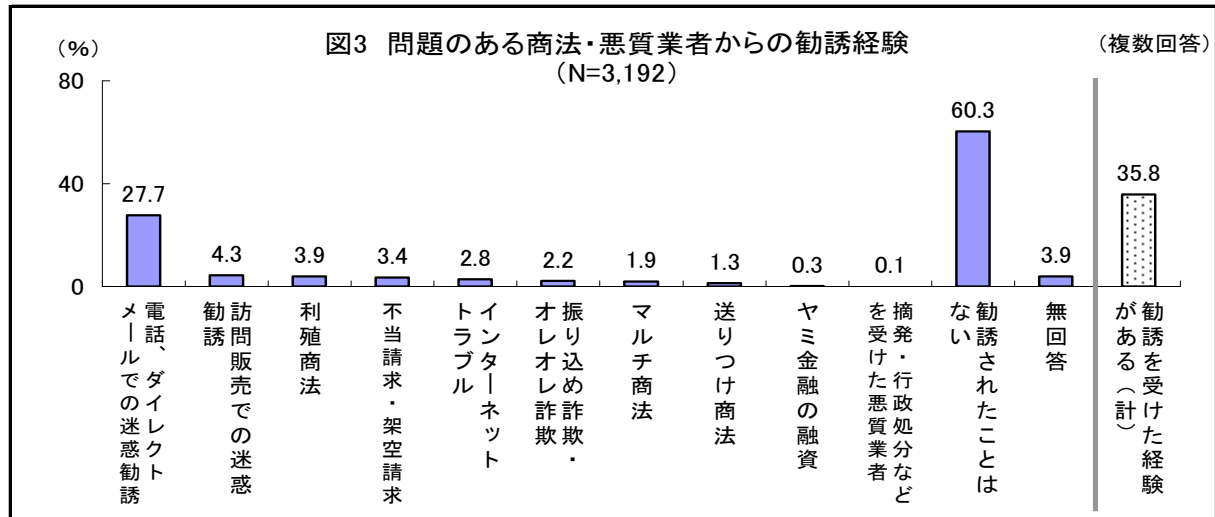 図3 問題のある商法・悪質業者からの勧誘経験
(N=3,192)
(%)
(複数回答)
80
40
0
27.7
4.3
3.9
3.4
2.8
2.2
1.9
1.3
0.3
0.1
60.3
3.9
35.8
電話、ダイレクト
メールでの迷惑勧誘
訪問販売での迷惑
勧誘
利殖商法
不当請求・架空請求
インターネット
トラブル
振り込め詐欺・
オレオレ詐欺
マルチ商法
送りつけ商法
ヤミ金融の融資
摘発・行政処分など
を受けた悪質業者
勧誘されたことは
ない
無回答
勧誘を受けた経験
がある(計)